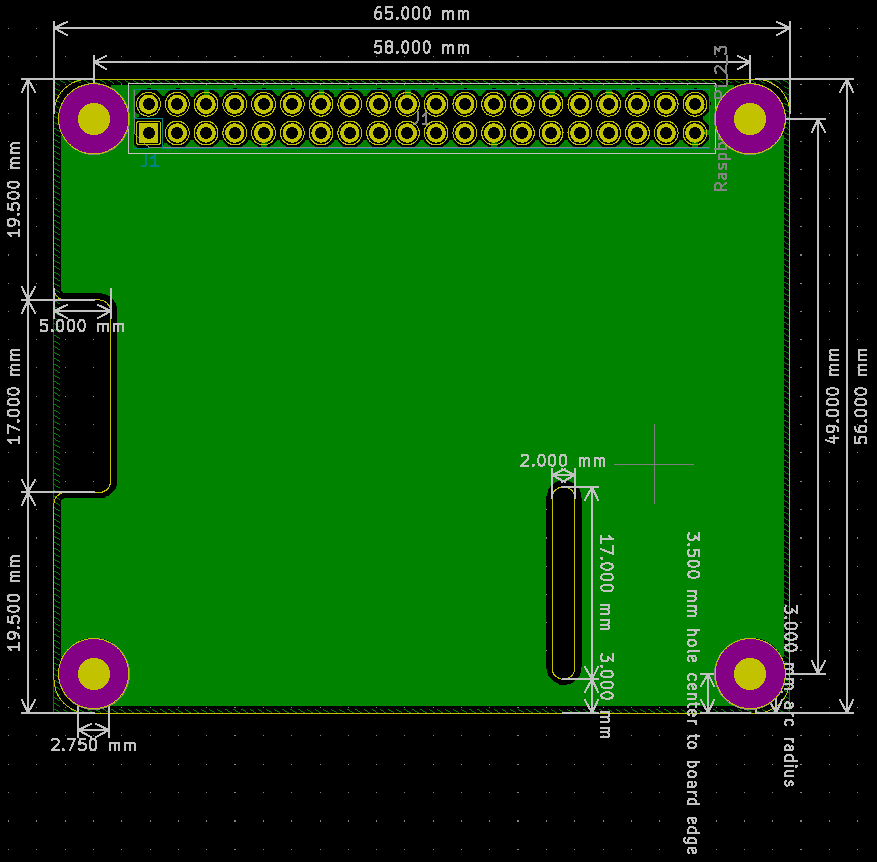 65.000 mm
58.000 mm
J1
J1
19.500 mm
5.000 mm
17.000 mm
49.000 mm
56.000 mm
2.000 mm
17.000 mm
3.500 mm hole center to board edge
19.500 mm
3.000 mm
3.000 mm arc radius
2.750 mm